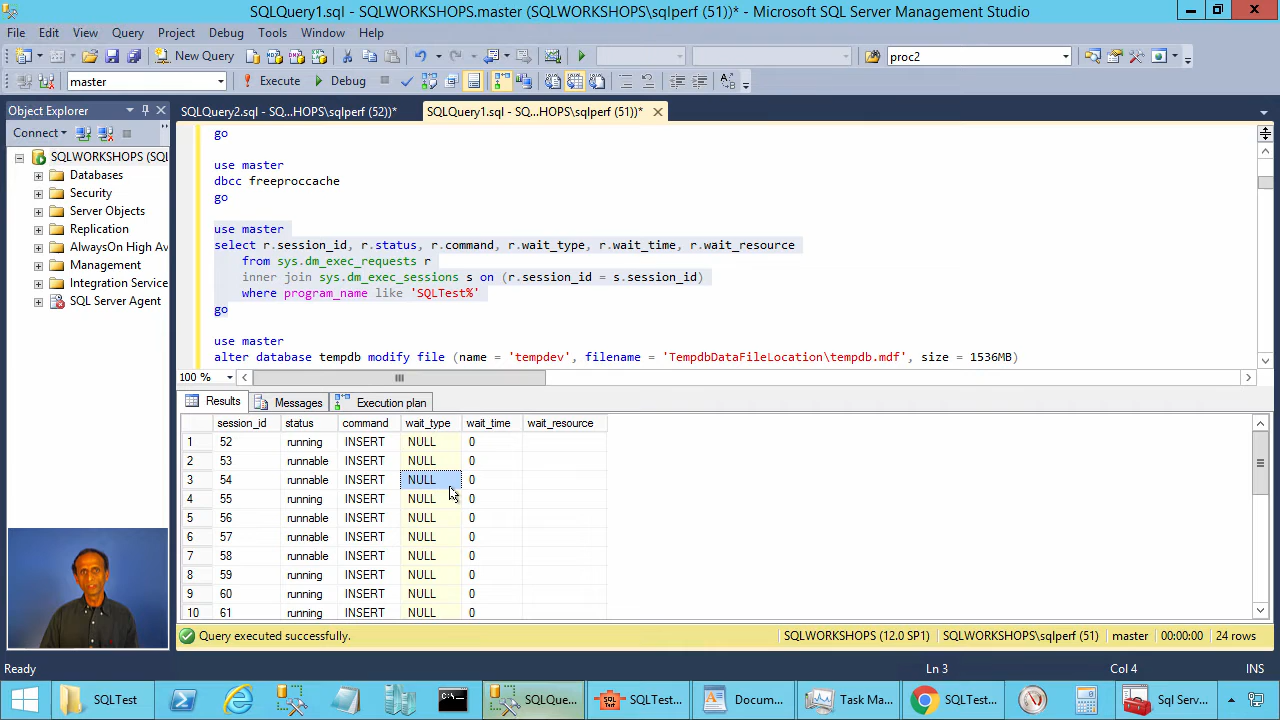 SQLQuery1.sql - SQLWORKSHOPS.master (SQLWORKSHOPS\sqlperf (51))* - Microsoft SQL Server Management Studio
File Edit View Query Project Debug Tools Window Help
New Query proc2
master Execute Debug
Object Explorer
SQLQuery2.sql - SQ...HOPS\sqlperf (52))* SQLQuery1.sql - SQ...HOPS\sqlperf (51))*
Connect
SQLWORKSHOPS (SQL
Databases
Security
Server Objects
Replication
AlwaysOn High Av
Management
Integration Service
SQL Server Agent
go
use master
dbcc freeproccache
go
use master
select r.session_id, r.status, r.command, r.wait_type, r.wait_time, r.wait_resource
from sys.dm_exec_requests r
inner join sys.dm_exec_sessions s on (r.session_id = s.session_id)
where program_name like 'SQLTest%'
go
use master
alter database tempdb modify file (name = 'tempdev', filename = 'TempdbDataFileLocation\tempdb.mdf', size = 1536MB)
100 %
Results Messages Execution plan
session_id status command wait_type wait_time wait_resource
1 52 running INSERT NULL 0
2 53 runnable INSERT NULL 0
3 54 runnable INSERT NULL 0
4 55 running INSERT NULL 0
5 56 runnable INSERT NULL 0
6 57 runnable INSERT NULL 0
7 58 runnable INSERT NULL 0
8 59 running INSERT NULL 0
9 60 running INSERT NULL 0
10 61 running INSERT NULL 0
Query executed successfully. SQLWORKSHOPS (12.0 SP1) SQLWORKSHOPS\sqlperf (51) master 00:00:00 24 rows
Ready Ln 3 Col 4 INS
SQLTest SQLQue... SQLTest... Docum... Task Ma... SQLTest... Sql Serv...